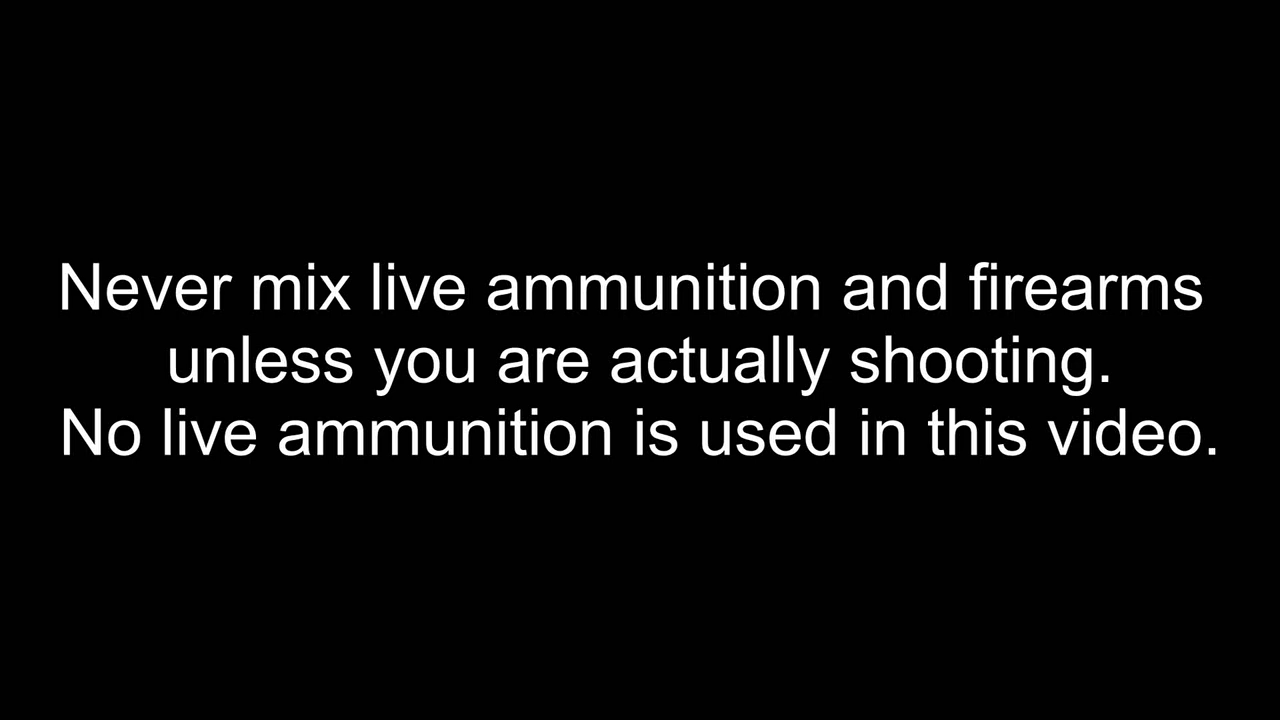 Never mix live ammunition and firearms
unless you are actually shooting.
No live ammunition is used in this video.